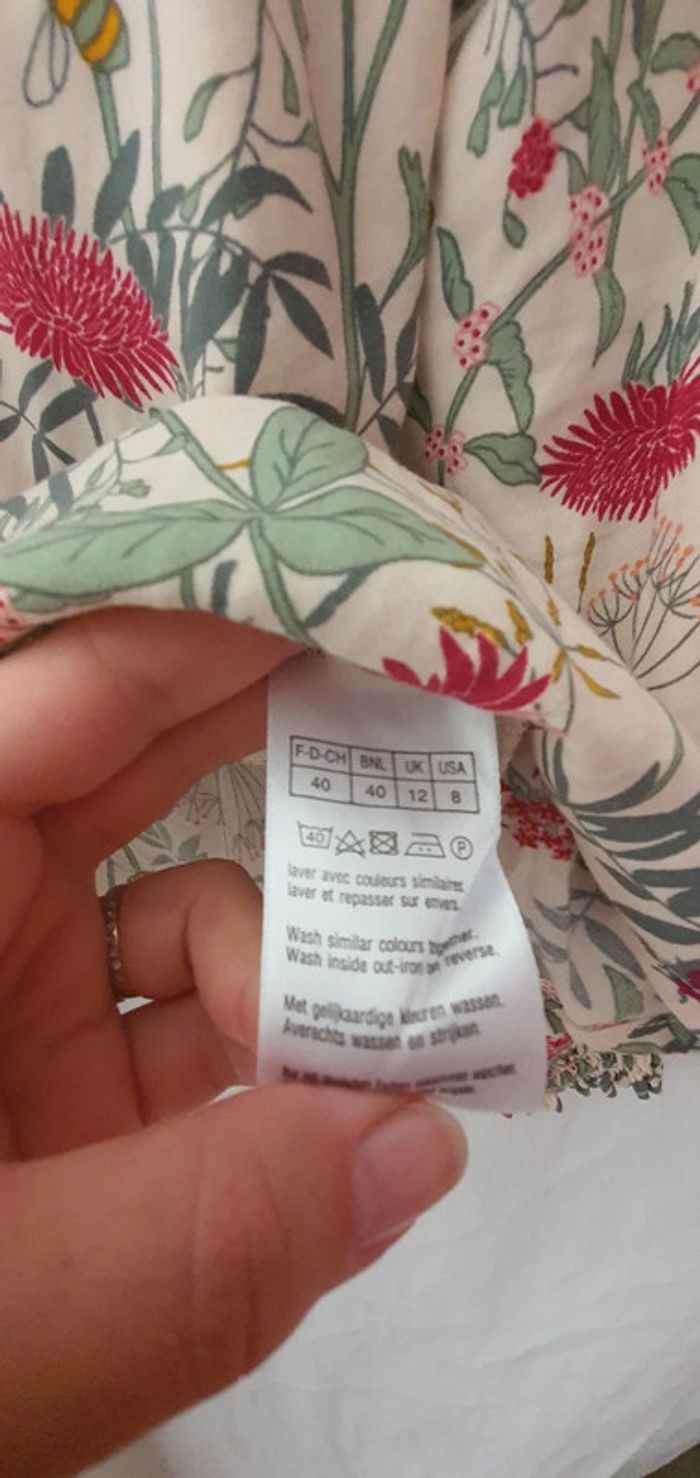 F-D-CH BNL UK USA
40 40 12 8
40 P
laver avec couleurs similaires,
laver et repasser sur envers.
Wash similar colours together.
Wash inside out-iron on reverse.
Met gelijkaardige kleuren wassen.
Averechts wassen en strijken